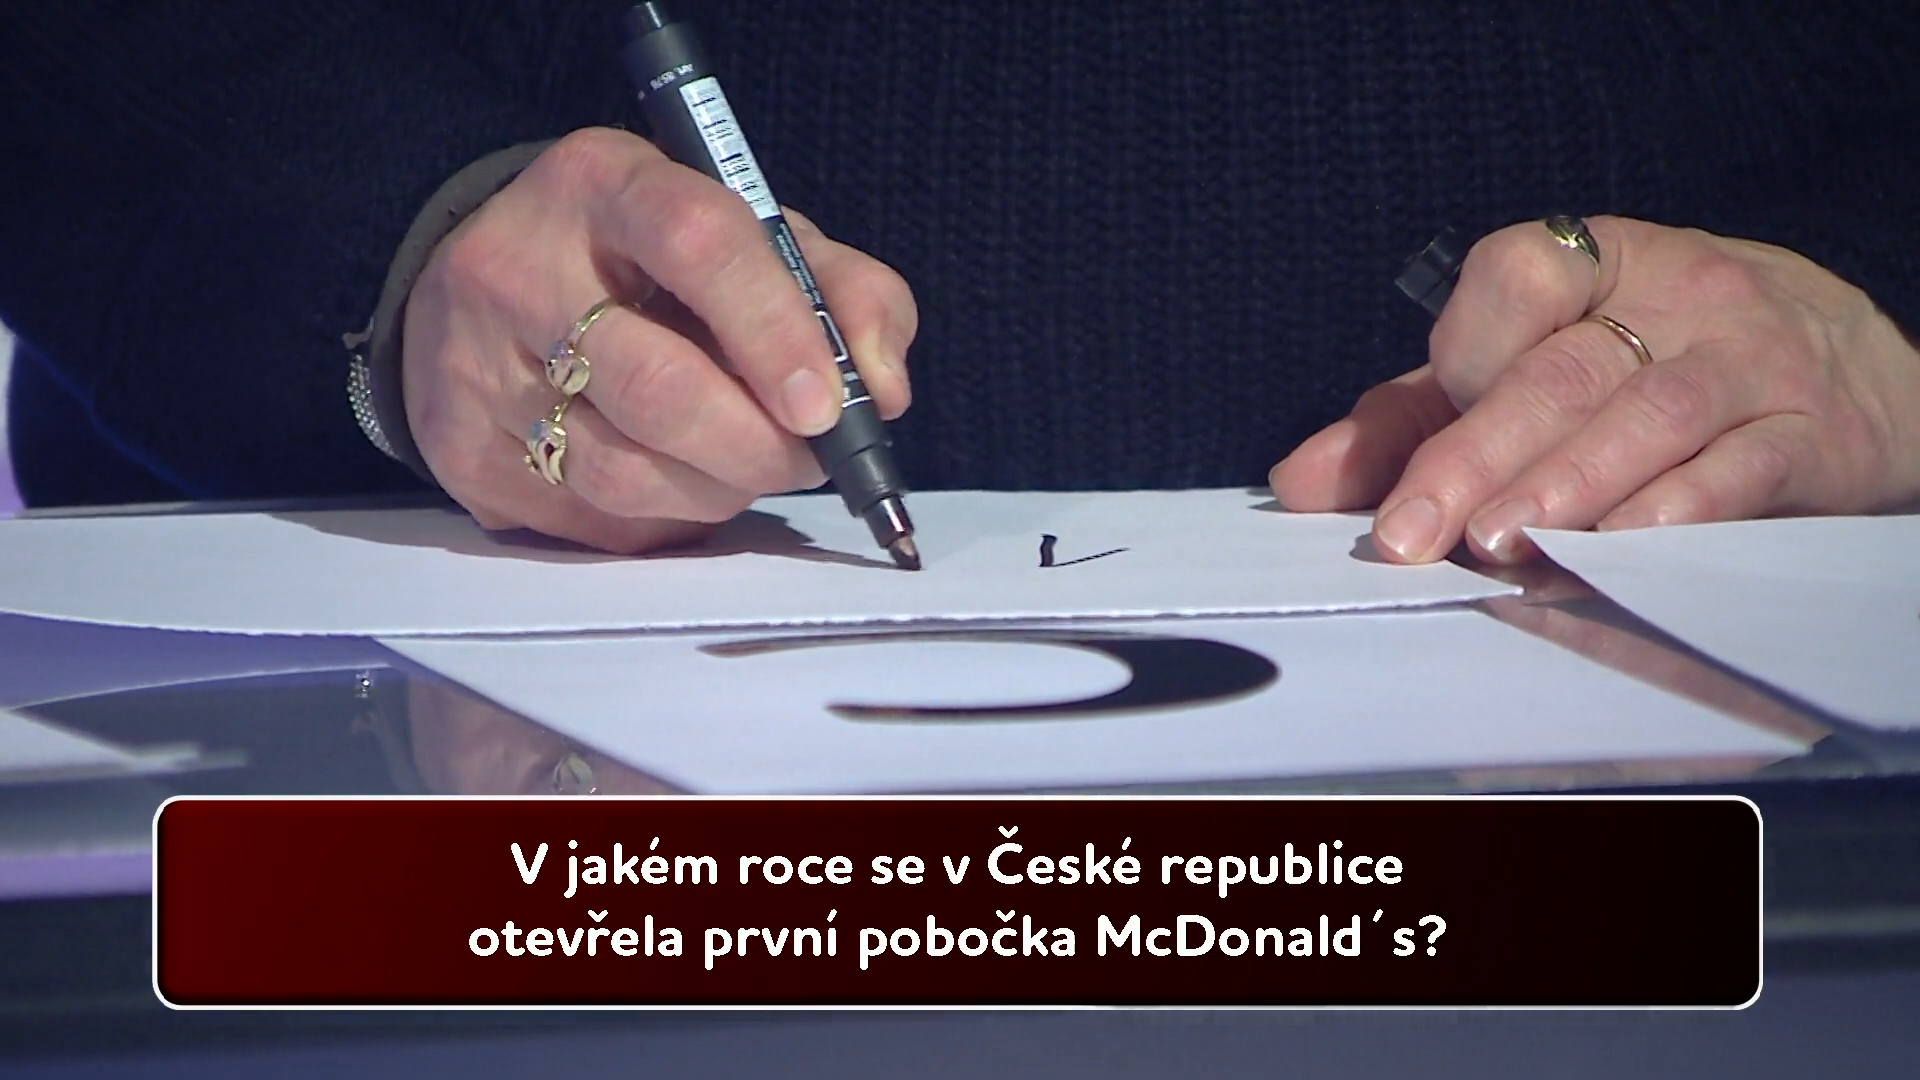 V jakém roce se v České republice
otevřela první pobočka McDonald´s?